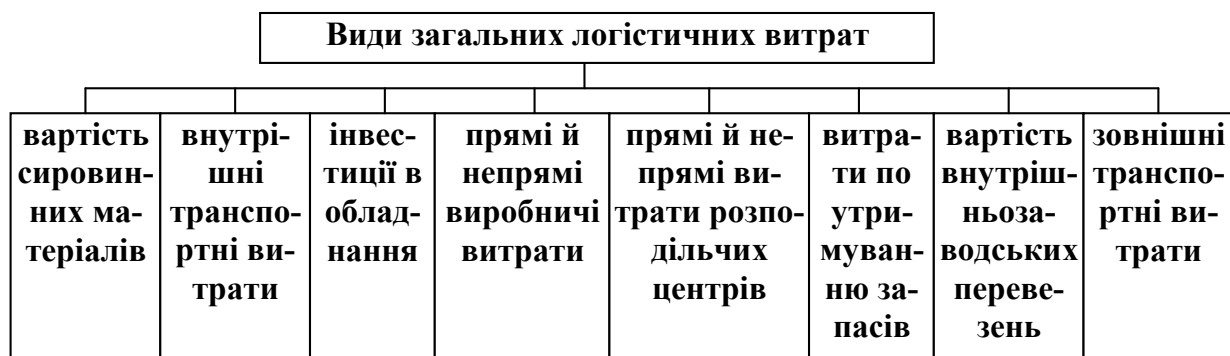 Види загальних логістичних витрат
вартість
сировин-
них ма-
теріалів
внутрі-
шні
транспо-
ртні ви-
трати
інвес-
тиції в
облад-
нання
прямі й
непрямі
виробничі
витрати
прямі й не-
прямі ви-
трати розпо-
дільчих
центрів
витра-
ти по
утри-
муван-
ню за-
пасів
вартість
внутріш-
ньоза-
водських
переве-
зень
зовнішні
транспо-
ртні ви-
трати